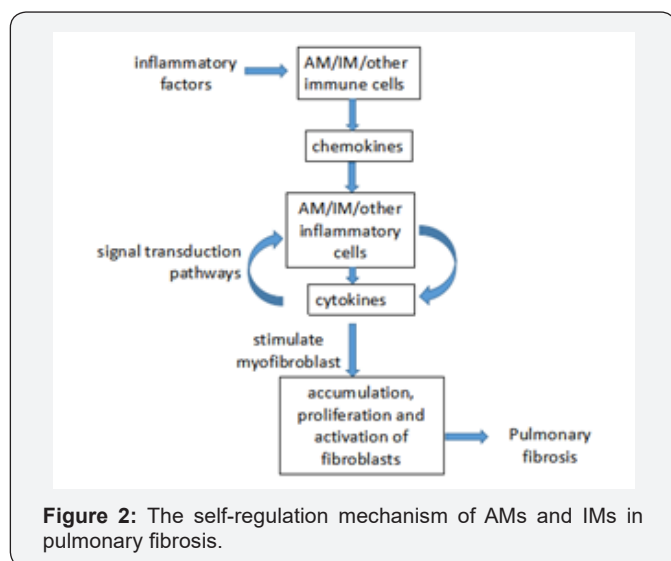 inflammatory
factors
AM/IM/other
immune cells
chemokines
AM/IM/other
inflammatory
cells
signal transduction
pathways
cytokines
stimulate
myofibroblast
accumulation,
proliferation and
activation of
fibroblasts
Pulmonary
fibrosis
Figure 2: The self-regulation mechanism of AMs and IMs in
pulmonary fibrosis.